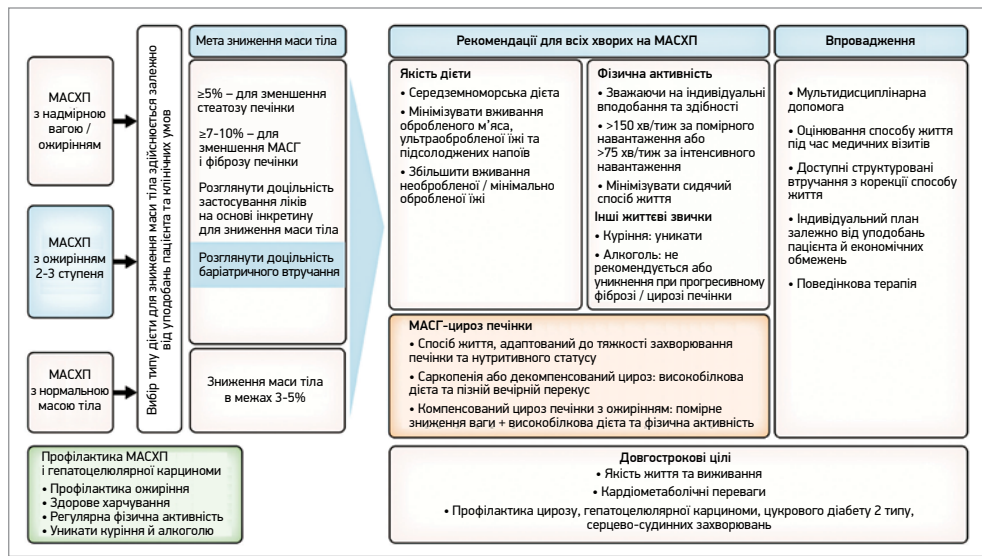 МАСХП
з надмірною
вагою /
ожирінням
МАСХП
з ожирінням
2-3 ступеня
МАСХП
з нормальною
масою тіла
Вибір типу дієти для зниження маси тіла здійснюється залежно
від уподобань пацієнта та клінічних умов
Мета зниження маси тіла
≥5% – для зменшення
стеатозу печінки
≥7-10% – для
зменшення МАСГ
і фіброзу печінки
Розглянути доцільність
застосування ліків
на основі інкретину
для зниження маси тіла
Розглянути доцільність
баріатричного втручання
Зниження маси тіла
в межах 3-5%
Рекомендації для всіх хворих на МАСХП
Якість дієти
• Середземноморська дієта
• Мінімізувати вживання
обробленого м’яса,
ультраобробленої їжі та
підсолоджених напоїв
• Збільшити вживання
необробленої / мінімально
обробленої їжі
Фізична активність
• Зважаючи на індивідуальні
вподобання та здібності
• >150 хв/тиж за помірного
навантаження або
>75 хв/тиж за інтенсивного
навантаження
• Мінімізувати сидячий
спосіб життя
Інші життєві звички
• Куріння: уникати
• Алкоголь: не
рекомендується або
уникнення при прогресивному
фіброзі / цирозі печінки
МАСГ-цироз печінки
• Спосіб життя, адаптований до тяжкості захворювання
печінки та нутритивного статусу
• Саркопенія або декомпенсований цироз: високобілкова
дієта та пізній вечірній перекус
• Компенсований цироз печінки з ожирінням: помірне
зниження ваги + високобілкова дієта та фізична активність
Впровадження
• Мультидисциплінарна
допомога
• Оцінювання способу життя
під час медичних візитів
• Доступні структуровані
втручання з корекції способу
життя
• Індивідуальний план
залежно від уподобань
пацієнта й економічних
обмежень
• Поведінкова терапія
Профілактика МАСХП
і гепатоцелюлярної карциноми
• Профілактика ожиріння
• Здорове харчування
• Регулярна фізична активність
• Уникати куріння й алкоголю
Довгострокові цілі
• Якість життя та виживання
• Кардіометаболічні переваги
• Профілактика цирозу, гепатоцелюлярної карциноми, цукрового діабету 2 типу,
серцево-судинних захворювань